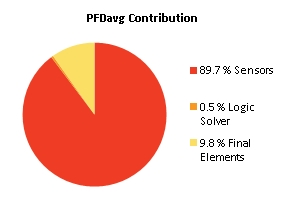 PFDavg Contribution
89.7 % Sensors
0.5 % Logic
Solver
9.8 % Final
Elements